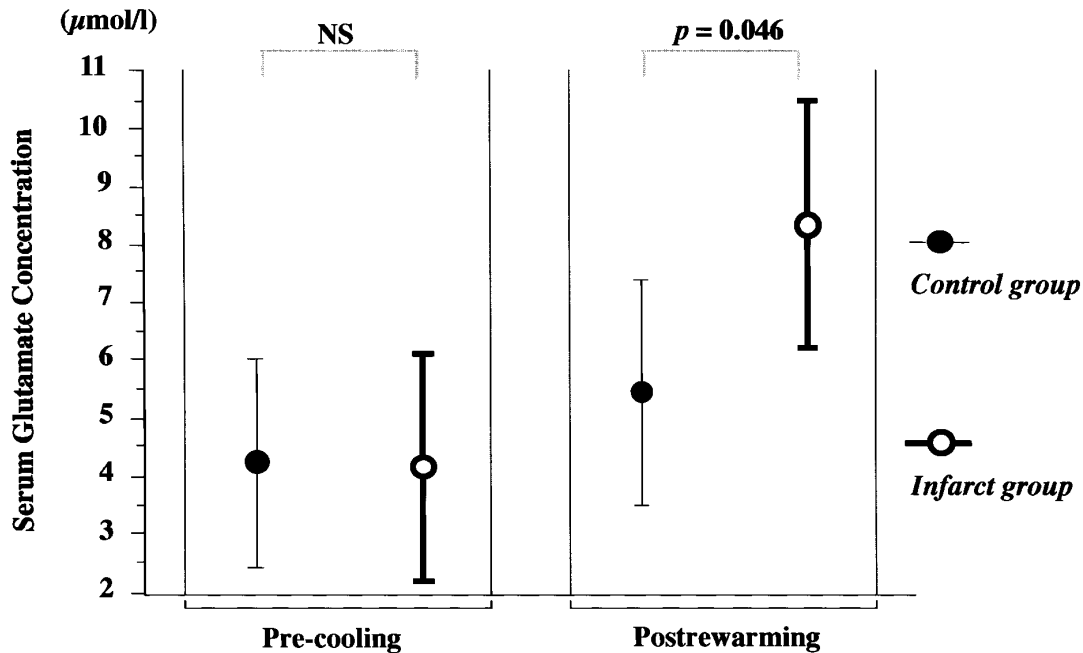 (μmol/l)
NS
p = 0.046
11
10
9
8
7
6
5
4
3
2
Serum Glutamate Concentration
Control group
Infarct group
Pre-cooling
Postrewarming